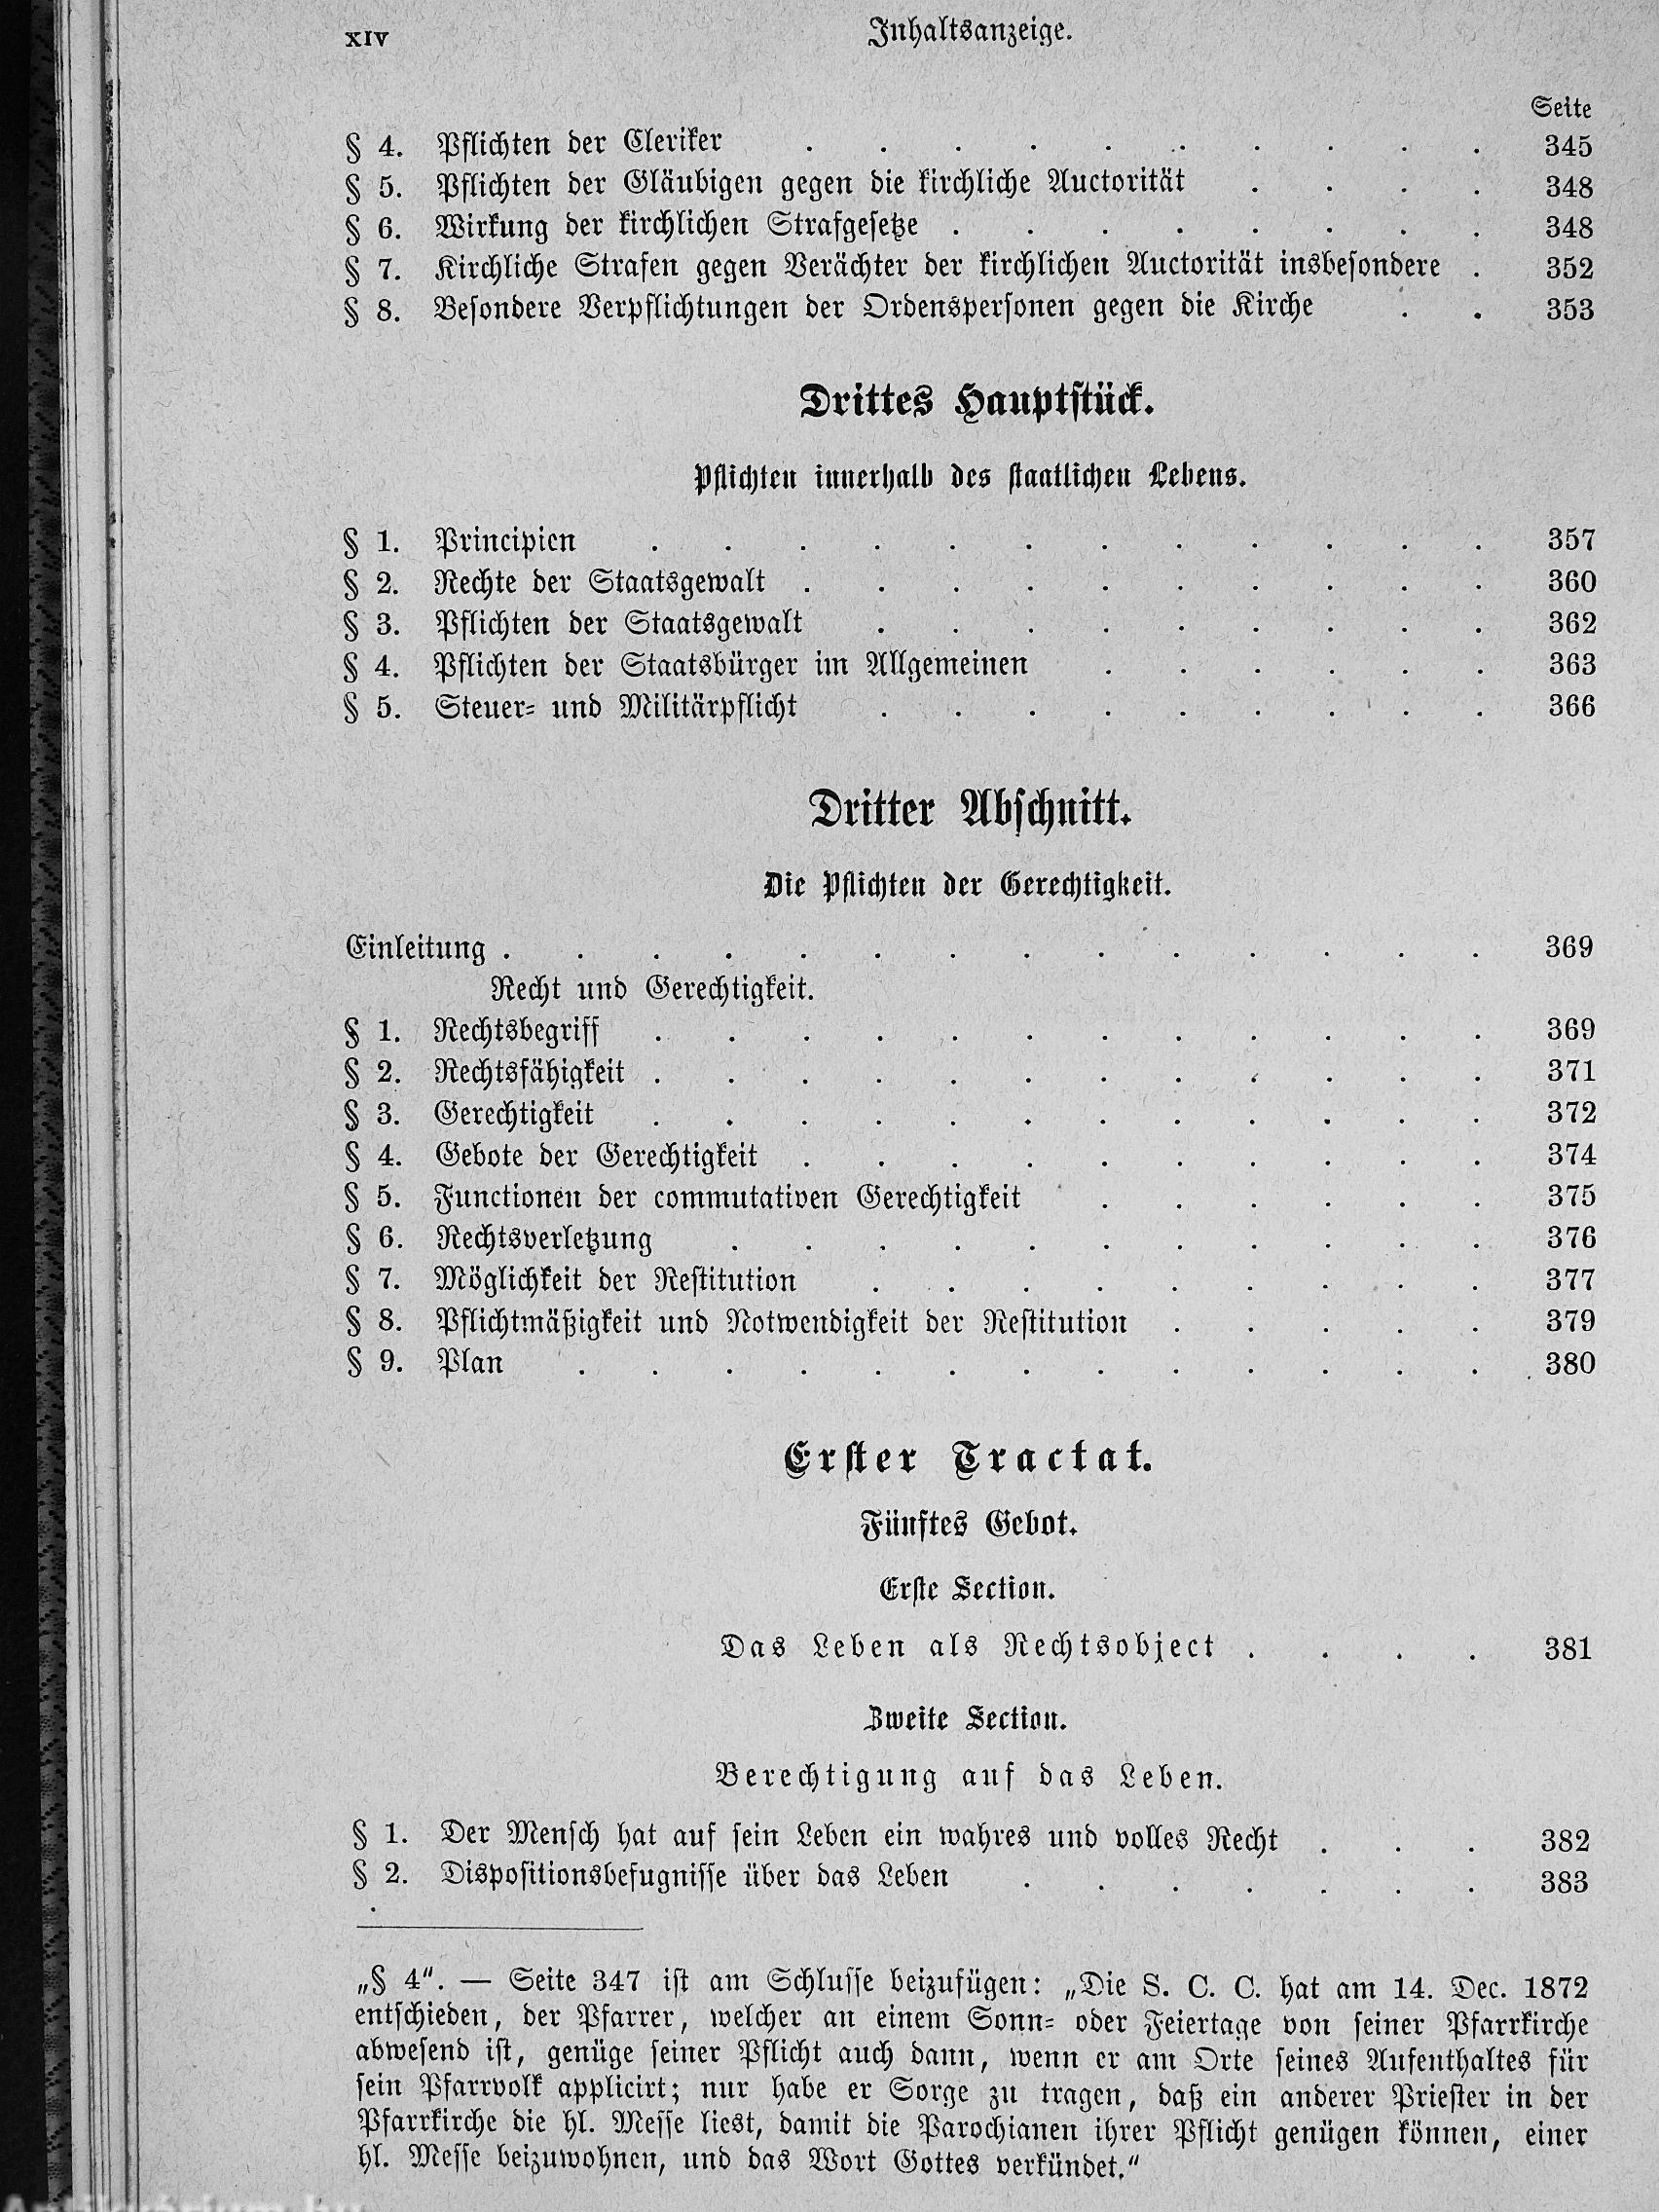 XIV Inhaltsanzeige.
Seite
§ 4. Pflichten der Cleriker . . . . . . . . . . 345
§ 5. Pflichten der Gläubigen gegen die kirchliche Auctorität . . . . 348
§ 6. Wirkung der kirchlichen Strafgesetze . . . . . . . . 348
§ 7. Kirchliche Strafen gegen Verächter der kirchlichen Auctorität insbesondere . 352
§ 8. Besondere Verpflichtungen der Ordenspersonen gegen die Kirche . . 353
Drittes Hauptstück.
Pflichten innerhalb des staatlichen Lebens.
§ 1. Principien . . . . . . . . . . . . 357
§ 2. Rechte der Staatsgewalt . . . . . . . . . . 360
§ 3. Pflichten der Staatsgewalt . . . . . . . . . 362
§ 4. Pflichten der Staatsbürger im Allgemeinen . . . . . . 363
§ 5. Steuer- und Militärpflicht . . . . . . . . . 366
Dritter Abschnitt.
Die Pflichten der Gerechtigkeit.
Einleitung . . . . . . . . . . . . . . 369
Recht und Gerechtigkeit.
§ 1. Rechtsbegriff . . . . . . . . . . . . 369
§ 2. Rechtsfähigkeit . . . . . . . . . . . . 371
§ 3. Gerechtigkeit . . . . . . . . . . . . 372
§ 4. Gebote der Gerechtigkeit . . . . . . . . . . 374
§ 5. Functionen der commutativen Gerechtigkeit . . . . . . 375
§ 6. Rechtsverletzung . . . . . . . . . . . 376
§ 7. Möglichkeit der Restitution . . . . . . . . . 377
§ 8. Pflichtmäßigkeit und Notwendigkeit der Restitution . . . . . 379
§ 9. Plan . . . . . . . . . . . . . 380
Erster Tractat.
Fünftes Gebot.
Erste Section.
Das Leben als Rechtsobject . . . . 381
Zweite Section.
Berechtigung auf das Leben.
§ 1. Der Mensch hat auf sein Leben ein wahres und volles Recht . . . 382
§ 2. Dispositionsbefugnisse über das Leben . . . . . . . 383
„§ 4“. — Seite 347 ist am Schlusse beizufügen: „Die S. C. C. hat am 14. Dec. 1872
entschieden, der Pfarrer, welcher an einem Sonn- oder Feiertage von seiner Pfarrkirche
abwesend ist, genüge seiner Pflicht auch dann, wenn er am Orte seines Aufenthaltes für
sein Pfarrvolk applicirt; nur habe er Sorge zu tragen, daß ein anderer Priester in der
Pfarrkirche die hl. Messe liest, damit die Parochianen ihrer Pflicht genügen können, einer
hl. Messe beizuwohnen, und das Wort Gottes verkündet.“